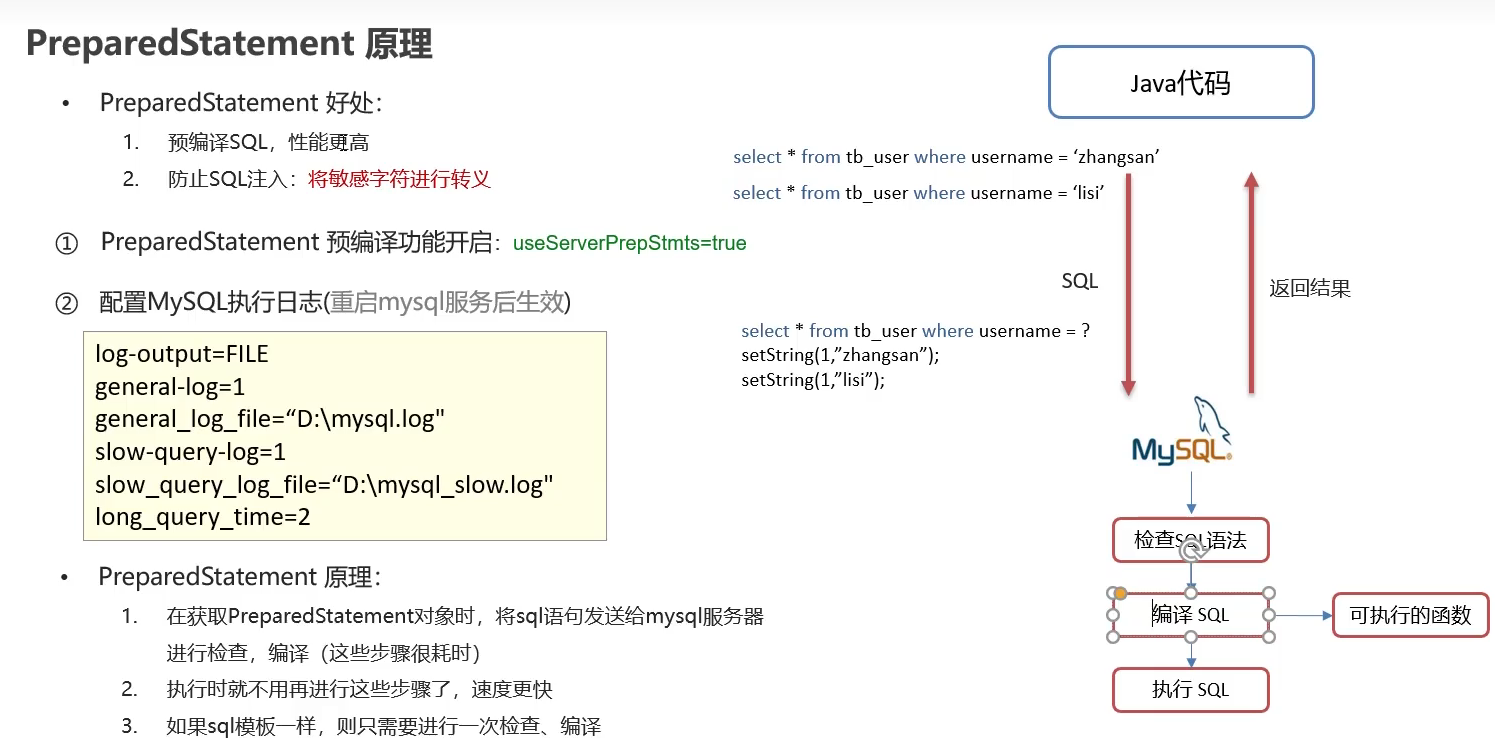 PreparedStatement 原理
• PreparedStatement 好处：
1. 预编译SQL，性能更高
2. 防止SQL注入：将敏感字符进行转义
① PreparedStatement 预编译功能开启：useServerPrepStmts=true
② 配置MySQL执行日志(重启mysql服务后生效)
log-output=FILE
general-log=1
general_log_file=“D:\mysql.log"
slow-query-log=1
slow_query_log_file=“D:\mysql_slow.log"
long_query_time=2
• PreparedStatement 原理：
1. 在获取PreparedStatement对象时，将sql语句发送给mysql服务器
进行检查，编译（这些步骤很耗时）
2. 执行时就不用再进行这些步骤了，速度更快
3. 如果sql模板一样，则只需要进行一次检查、编译
Java代码
select * from tb_user where username = ‘zhangsan’
select * from tb_user where username = ‘lisi’
SQL
返回结果
select * from tb_user where username = ?
setString(1,”zhangsan”);
setString(1,”lisi”);
MySQL®
检查SQL语法
编译 SQL
可执行的函数
执行 SQL